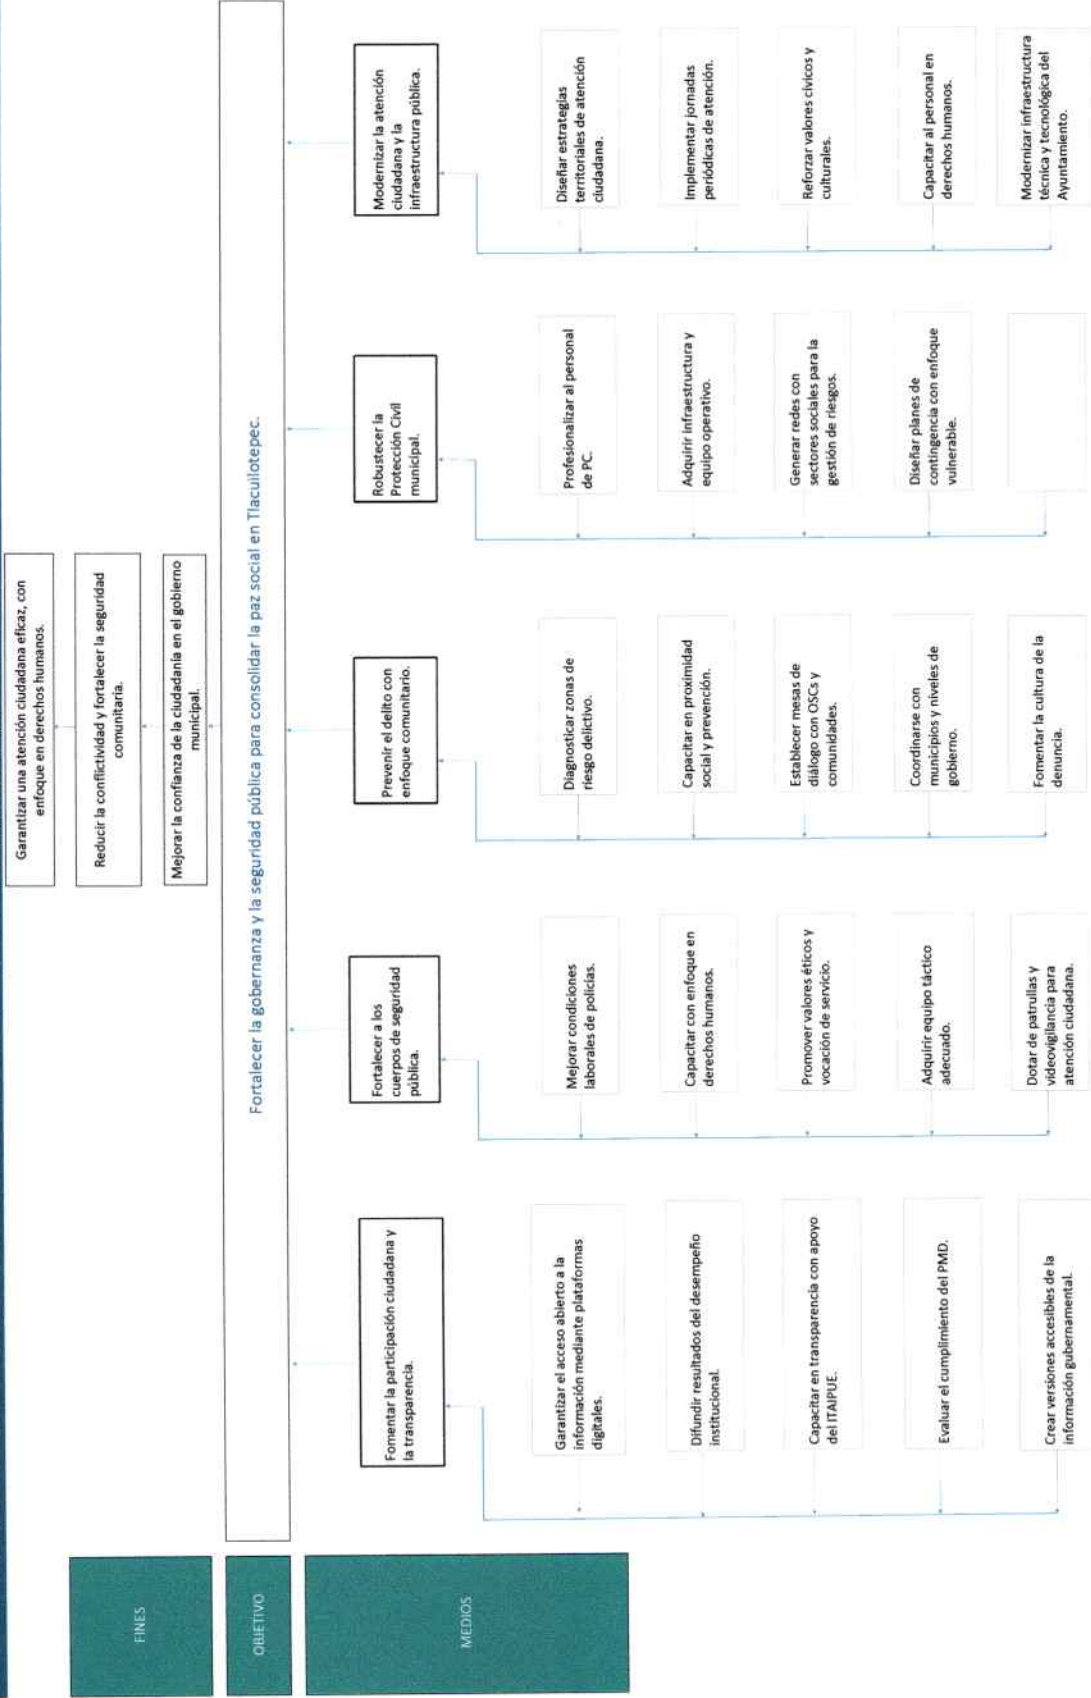 Garantizar una atención ciudadana eficaz, con
enfoque en derechos humanos.
Reducir la conflictividad y fortalecer la seguridad
comunitaria.
Mejorar la confianza de la ciudadanía en el gobierno
municipal.
FINES
OBJETIVO
Fortalecer la gobernanza y la seguridad pública para consolidar la paz social en Tlacuilotepec.
MEDIOS
Fomentar la participación ciudadana y
la transparencia.
Garantizar el acceso abierto a la
información mediante plataformas
digitales.
Difundir resultados del desempeño
institucional.
Capacitar en transparencia con apoyo
del ITAIPUE.
Evaluar el cumplimiento del PMD.
Crear versiones accesibles de la
información gubernamental.
Fortalecer a los
cuerpos de seguridad
pública.
Mejorar condiciones
laborales de policías.
Capacitar con enfoque en
derechos humanos.
Promover valores éticos y
vocación de servicio.
Adquirir equipo táctico
adecuado.
Dotar de patrullas y
videovigilancia para
atención ciudadana.
Prevenir el delito con
enfoque comunitario.
Diagnosticar zonas de
riesgo delictivo.
Capacitar en proximidad
social y prevención.
Establecer mesas de
diálogo con OSCs y
comunidades.
Coordinarse con
municipios y niveles de
gobierno.
Fomentar la cultura de la
denuncia.
Robustecer la
Protección Civil
municipal.
Profesionalizar al personal
de PC.
Adquirir infraestructura y
equipo operativo.
Generar redes con
sectores sociales para la
gestión de riesgos.
Diseñar planes de
contingencia con enfoque
vulnerable.
Modernizar la atención
ciudadana y la
infraestructura pública.
Diseñar estrategias
territoriales de atención
ciudadana.
Implementar jornadas
periódicas de atención.
Reforzar valores cívicos y
culturales.
Capacitar al personal en
derechos humanos.
Modernizar infraestructura
técnica y tecnológica del
Ayuntamiento.